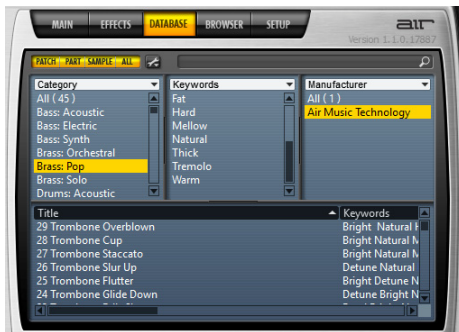 MAIN EFFECTS DATABASE BROWSER SETUP
air
Version 1.1.0.17887
PATCH PART SAMPLE ALL
Category Keywords Manufacturer
All ( 45 ) Fat All ( 1 )
Bass: Acoustic Hard Air Music Technology
Bass: Electric Mellow
Bass: Synth Natural
Brass: Orchestral Thick
Brass: Pop Tremolo
Brass: Solo Warm
Drums: Acoustic
Title Keywords
29 Trombone Overblown Bright Natural
28 Trombone Cup Bright Natural
27 Trombone Staccato Bright Natural
26 Trombone Slur Up Detune Natural
25 Trombone Flutter Bright Detune N
24 Trombone Glide Down Detune Bright N